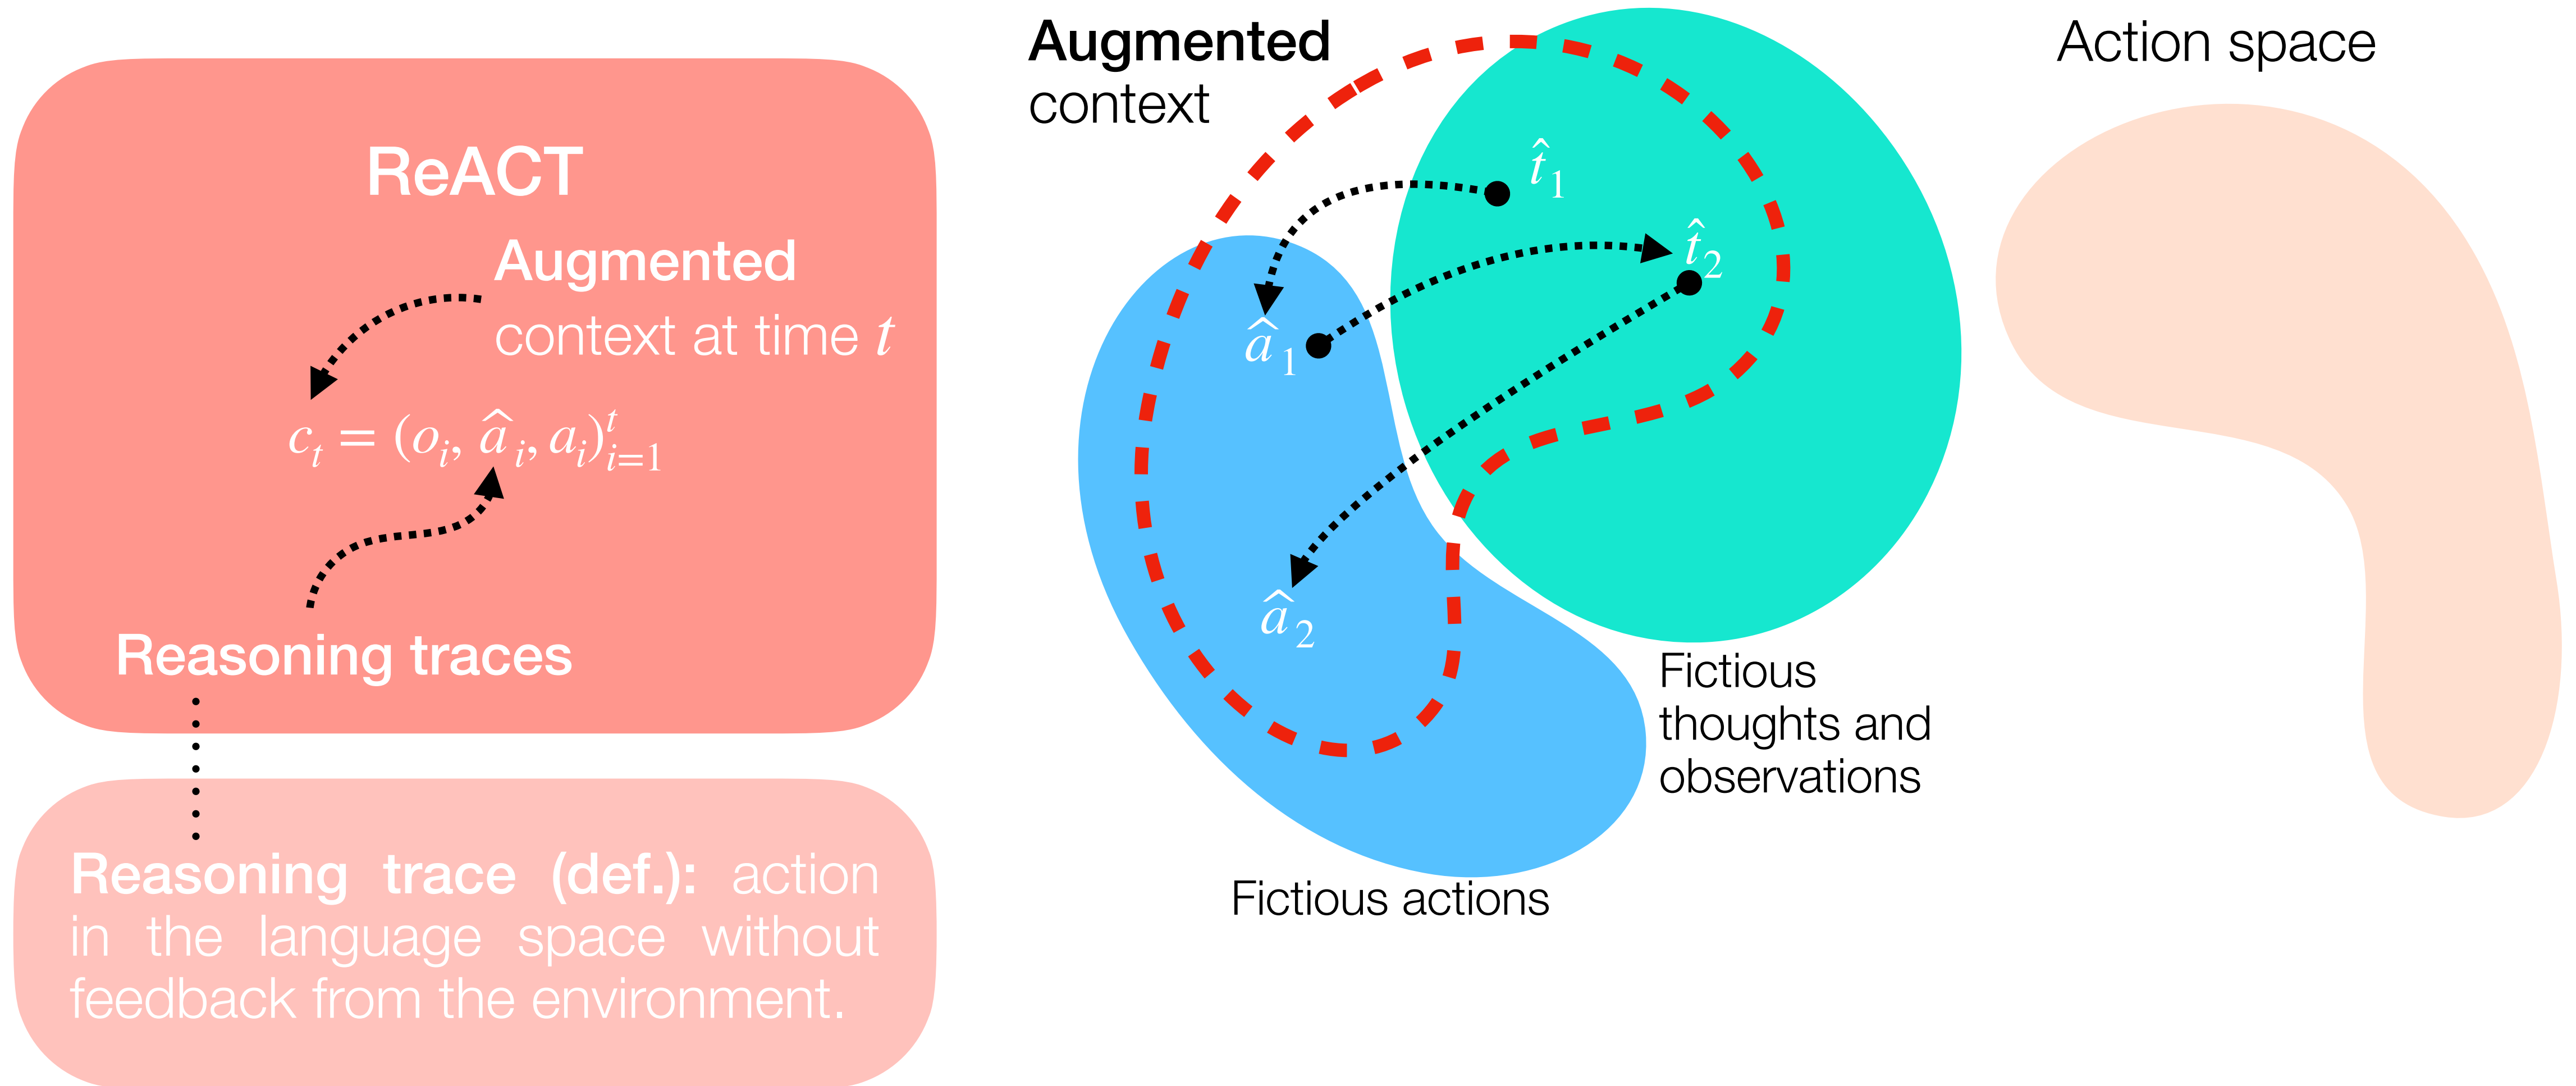 ReACT
Augmented
context at time t
c_t = (o_i, â_i, a_i)^t_{i=1}
Reasoning traces
Reasoning trace (def.): action
in the language space without
feedback from the environment.
Augmented
context
t̂_1
t̂_2
â_1
â_2
Fictious
thoughts and
observations
Fictious actions
Action space